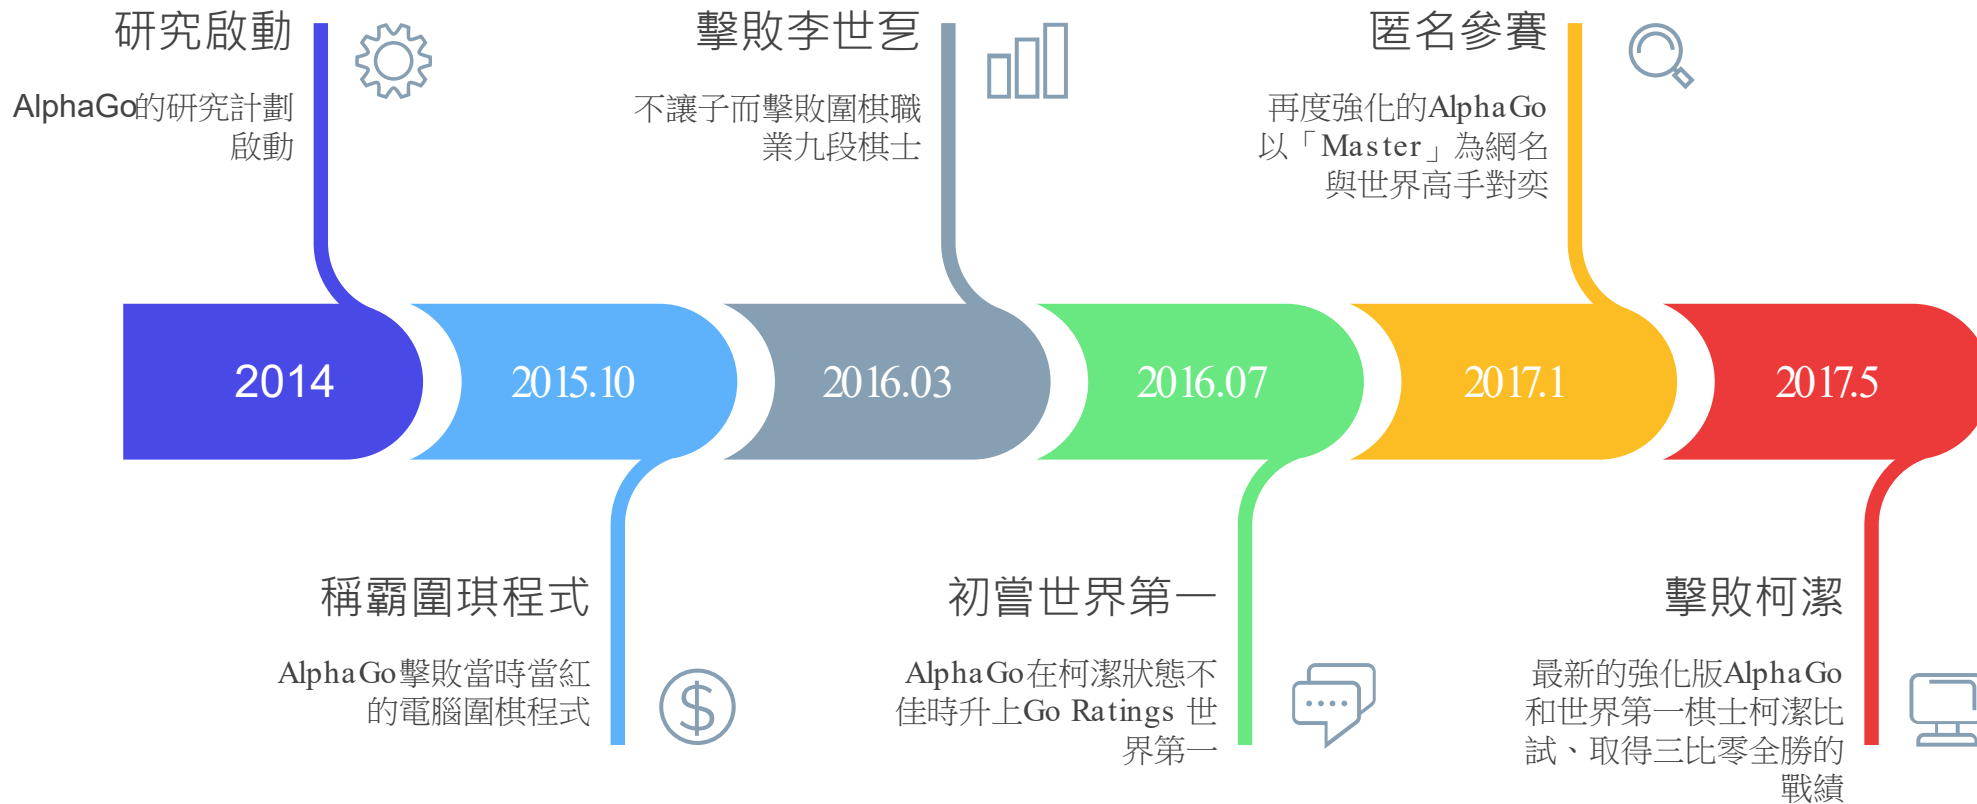 研究啟動
AlphaGo的研究計劃
啟動
擊敗李世乭
不讓子而擊敗圍棋職
業九段棋士
匿名參賽
再度強化的AlphaGo
以「Master」為網名
與世界高手對奕
2014
2015.10
2016.03
2016.07
2017.1
2017.5
稱霸圍琪程式
AlphaGo擊敗當時當紅
的電腦圍棋程式
初嘗世界第一
AlphaGo在柯潔狀態不
佳時升上Go Ratings 世
界第一
擊敗柯潔
最新的強化版AlphaGo
和世界第一棋士柯潔比
試、取得三比零全勝的
戰績